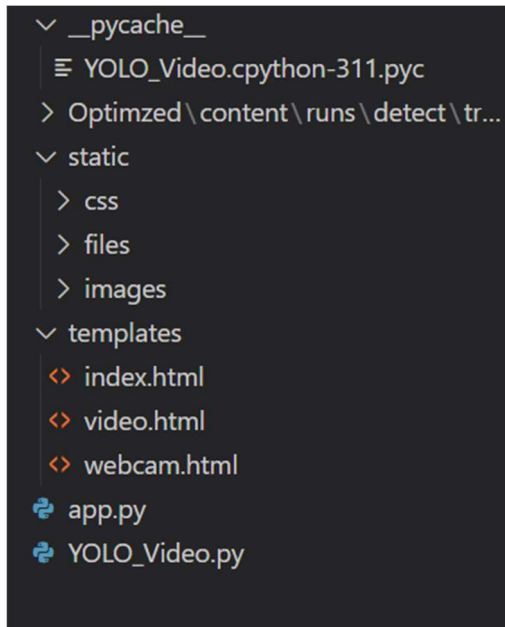 __pycache__
YOLO_Video.cpython-311.pyc
Optimzed\content\runs\detect\tr...
static
css
files
images
templates
index.html
video.html
webcam.html
app.py
YOLO_Video.py